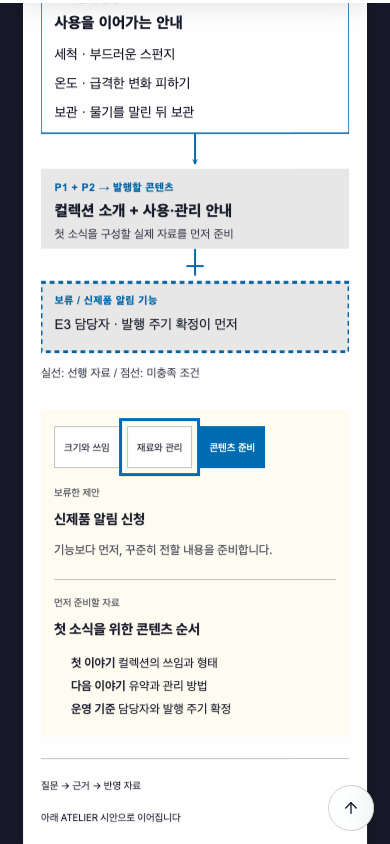 사용을 이어가는 안내
세척 · 부드러운 스펀지
온도 · 급격한 변화 피하기
보관 · 물기를 말린 뒤 보관
P1 + P2 → 발행할 콘텐츠
컬렉션 소개 + 사용·관리 안내
첫 소식을 구성할 실제 자료를 먼저 준비
보류 / 신제품 알림 기능
E3 담당자 · 발행 주기 확정이 먼저
실선: 선행 자료 / 점선: 미충족 조건
크기와 쓰임 재료와 관리 콘텐츠 준비
보류한 제안
신제품 알림 신청
기능보다 먼저, 꾸준히 전할 내용을 준비합니다.
먼저 준비할 자료
첫 소식을 위한 콘텐츠 순서
첫 이야기 컬렉션의 쓰임과 형태
다음 이야기 유약과 관리 방법
운영 기준 담당자와 발행 주기 확정
질문 → 근거 → 반영 자료
아래 ATELIER 시안으로 이어집니다